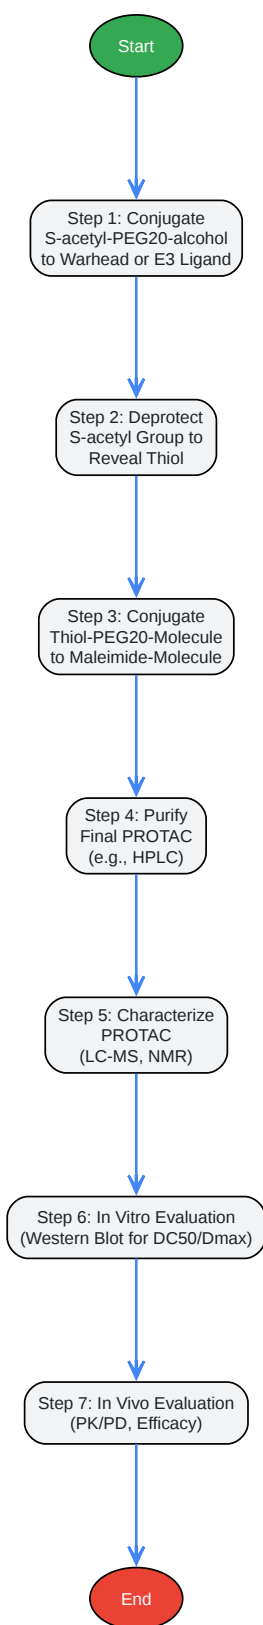 Start
Step 1: Conjugate
S-acetyl-PEG20-alcohol
to Warhead or E3 Ligand
Step 2: Deprotect
S-acetyl Group to
Reveal Thiol
Step 3: Conjugate
Thiol-PEG20-Molecule
to Maleimide-Molecule
Step 4: Purify
Final PROTAC
(e.g., HPLC)
Step 5: Characterize
PROTAC
(LC-MS, NMR)
Step 6: In Vitro Evaluation
(Western Blot for DC50/Dmax)
Step 7: In Vivo Evaluation
(PK/PD, Efficacy)
End